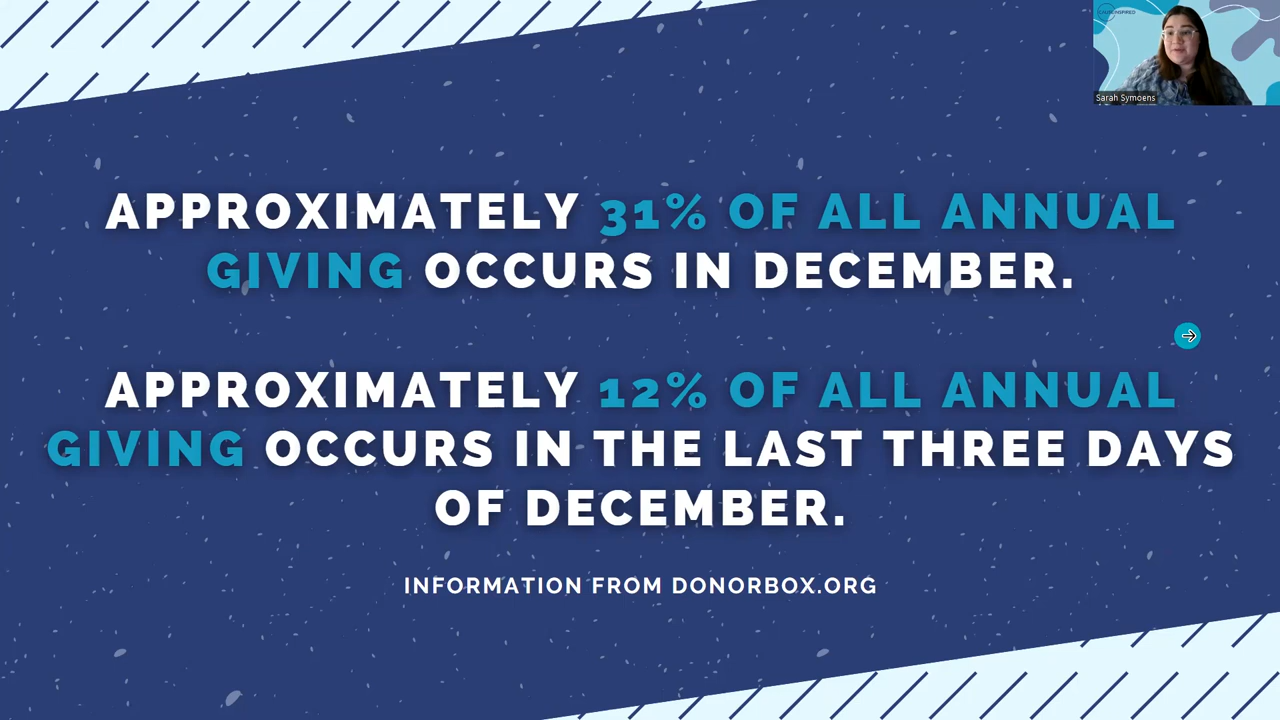 Sarah Symoens
APPROXIMATELY 31% OF ALL ANNUAL
GIVING OCCURS IN DECEMBER.
APPROXIMATELY 12% OF ALL ANNUAL
GIVING OCCURS IN THE LAST THREE DAYS
OF DECEMBER.
INFORMATION FROM DONORBOX.ORG